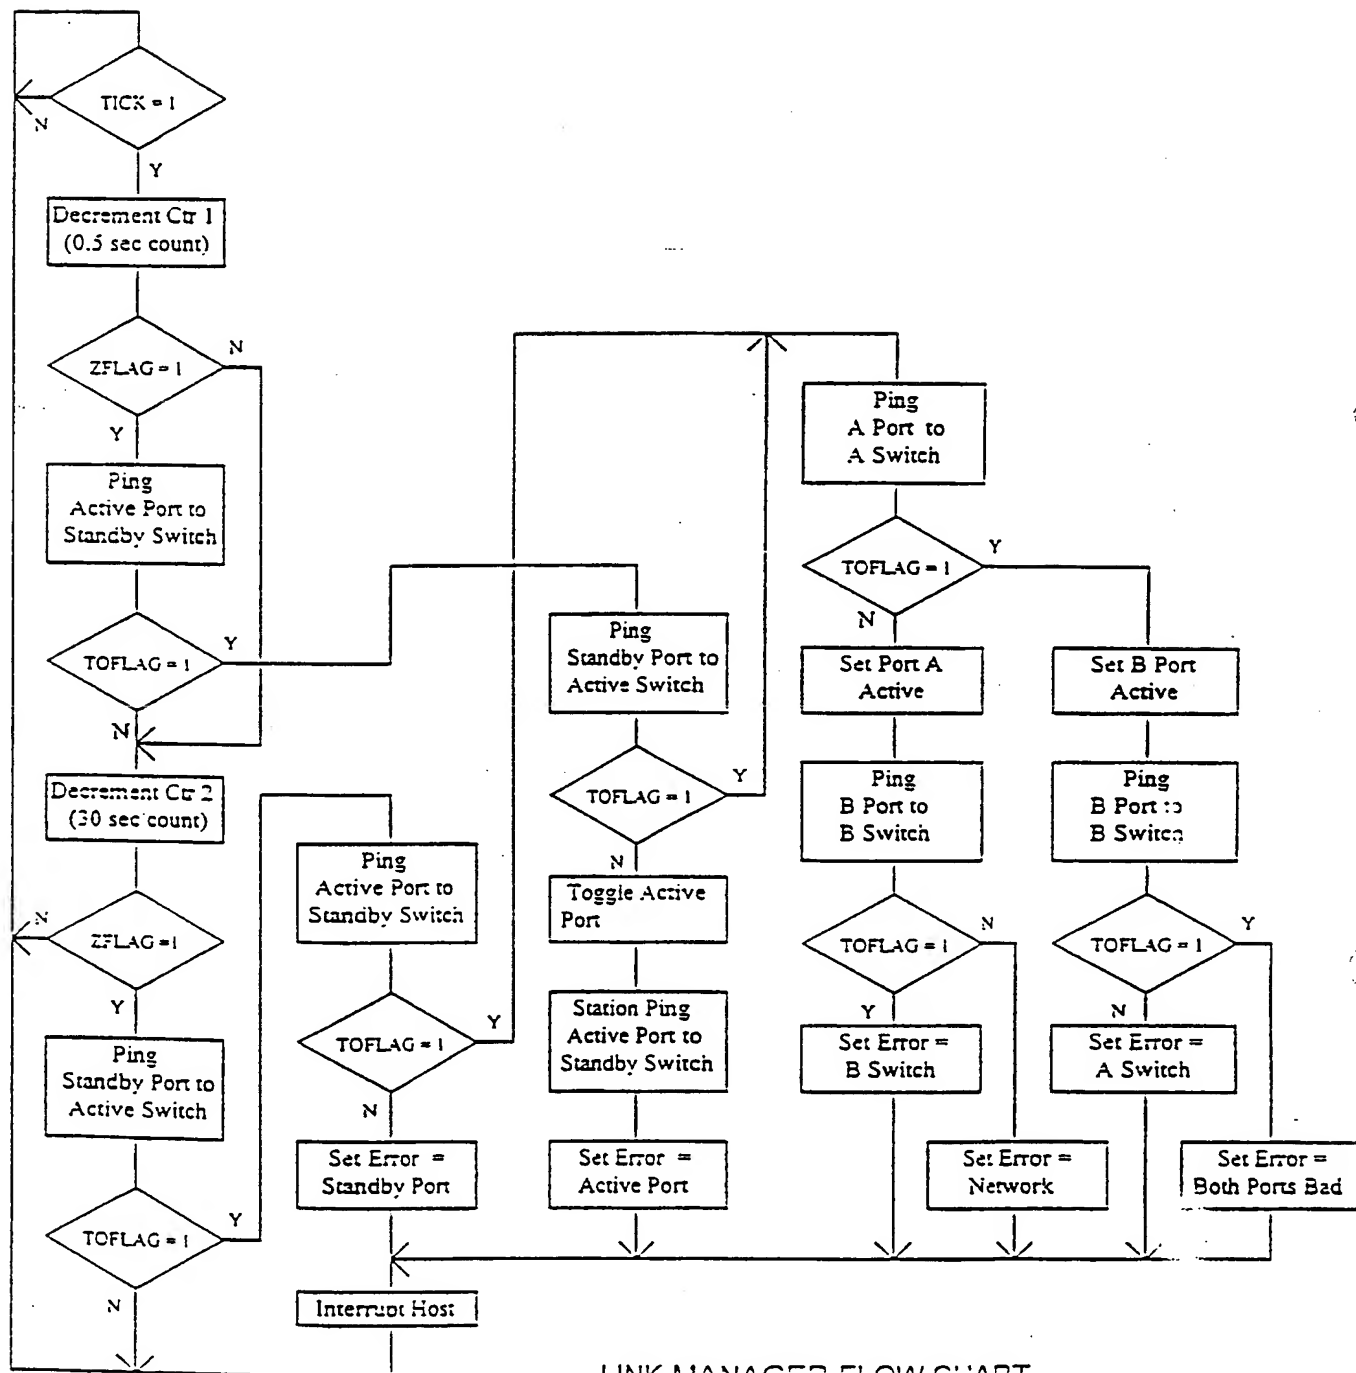 TICK = 1
N
Y
Decrement Ctr 1
(0.5 sec count)
ZFLAG = 1
N
Y
Ping
Active Port to
Standby Switch
TOFLAG = 1
Y
N
Decrement Ctr 2
(30 sec count)
ZFLAG = 1
N
Y
Ping
Standby Port to
Active Switch
TOFLAG = 1
Y
N
Ping
Active Port to
Standby Switch
TOFLAG = 1
Y
N
Set Error =
Standby Port
Interrupt Host
Ping
Standby Port to
Active Switch
TOFLAG = 1
Y
N
Toggle Active
Port
Station Ping
Active Port to
Standby Switch
Set Error =
Active Port
Ping
A Port to
A Switch
TOFLAG = 1
Y
N
Set Port A
Active
Ping
B Port to
B Switch
TOFLAG = 1
N
Y
Set Error =
B Switch
Set Error =
Network
Set B Port
Active
Ping
B Port to
B Switch
TOFLAG = 1
Y
N
Set Error =
A Switch
Set Error =
Both Ports Bad
LINK MANAGER FLOW CHART